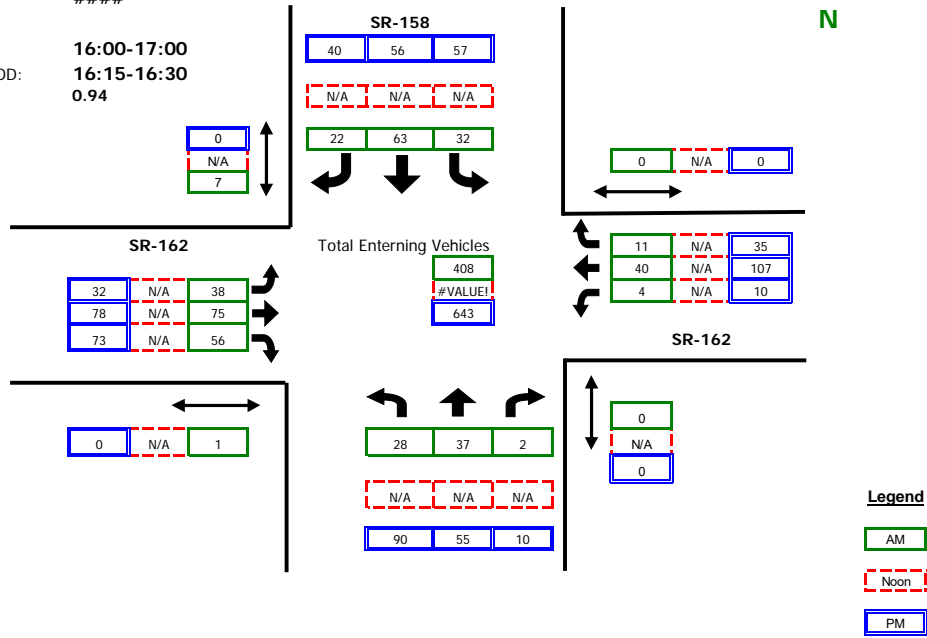 ####
SR-158
N
16:00-17:00
40 56 57
OD: 16:15-16:30
0.94
N/A N/A N/A
0
22 63 32
N/A
0 N/A 0
7
SR-162
Total Enterning Vehicles
11 N/A 35
408
40 N/A 107
32 N/A 38
#VALUE!
4 N/A 10
78 N/A 75
643
73 N/A 56
SR-162
0
0 N/A 1
28 37 2
N/A
0
N/A N/A N/A
Legend
90 55 10
AM
Noon
PM